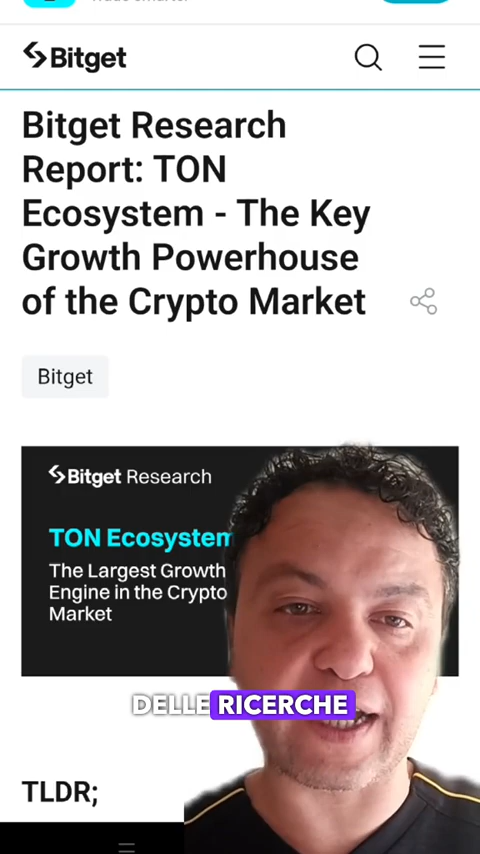 Bitget
Bitget Research
Report: TON
Ecosystem - The Key
Growth Powerhouse
of the Crypto Market
Bitget
Bitget Research
TON Ecosystem
The Largest Growth
Engine in the Crypto
Market
DELLE RICERCHE
TLDR;